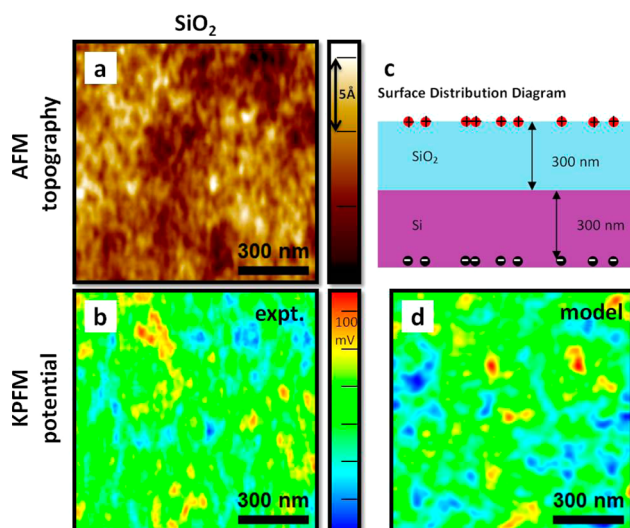 SiO₂
AFM
topography
a
300 nm
5Å
c
Surface Distribution Diagram
+ + + + + + + + +
SiO₂
300 nm
Si
300 nm
− − − − − − − − −
KPFM
potential
b
expt.
300 nm
100
mV
d
model
300 nm